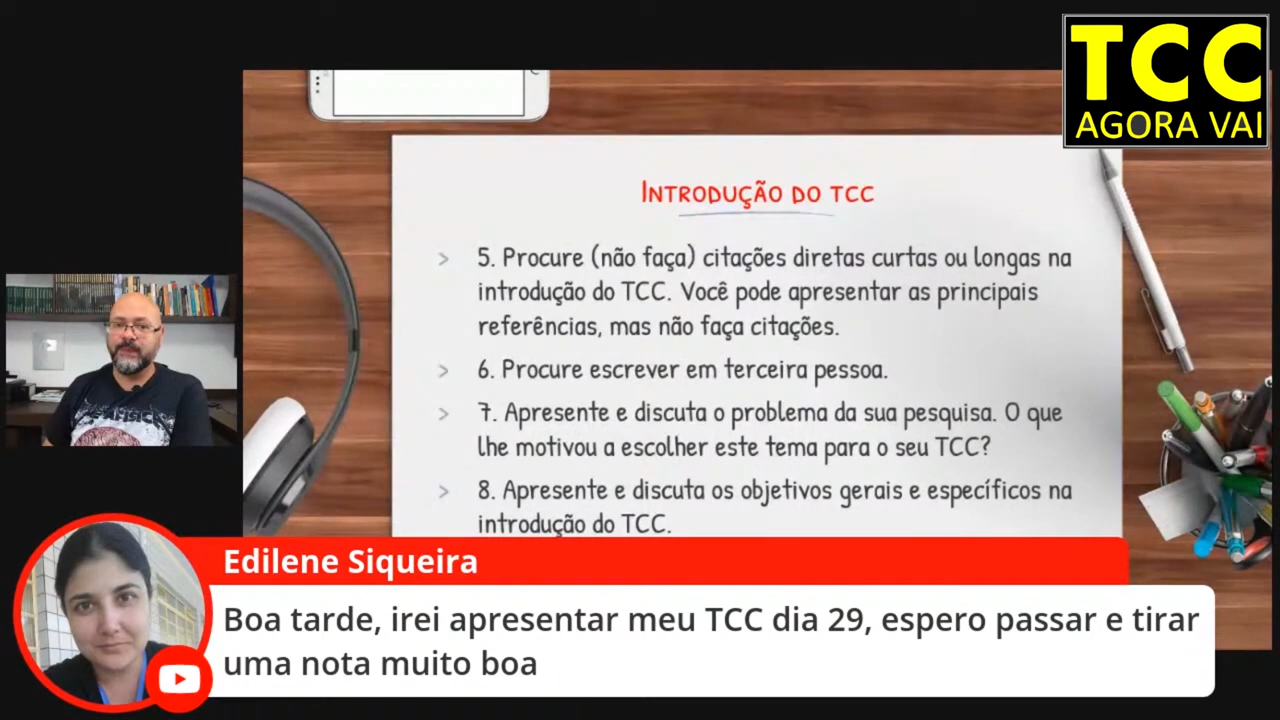 TCC
AGORA VAI
INTRODUÇÃO DO TCC
> 5. Procure (não faça) citações diretas curtas ou longas na
introdução do TCC. Você pode apresentar as principais
referências, mas não faça citações.
> 6. Procure escrever em terceira pessoa.
> 7. Apresente e discuta o problema da sua pesquisa. O que
lhe motivou a escolher este tema para o seu TCC?
> 8. Apresente e discuta os objetivos gerais e específicos na
introdução do TCC.
Edilene Siqueira
Boa tarde, irei apresentar meu TCC dia 29, espero passar e tirar
uma nota muito boa